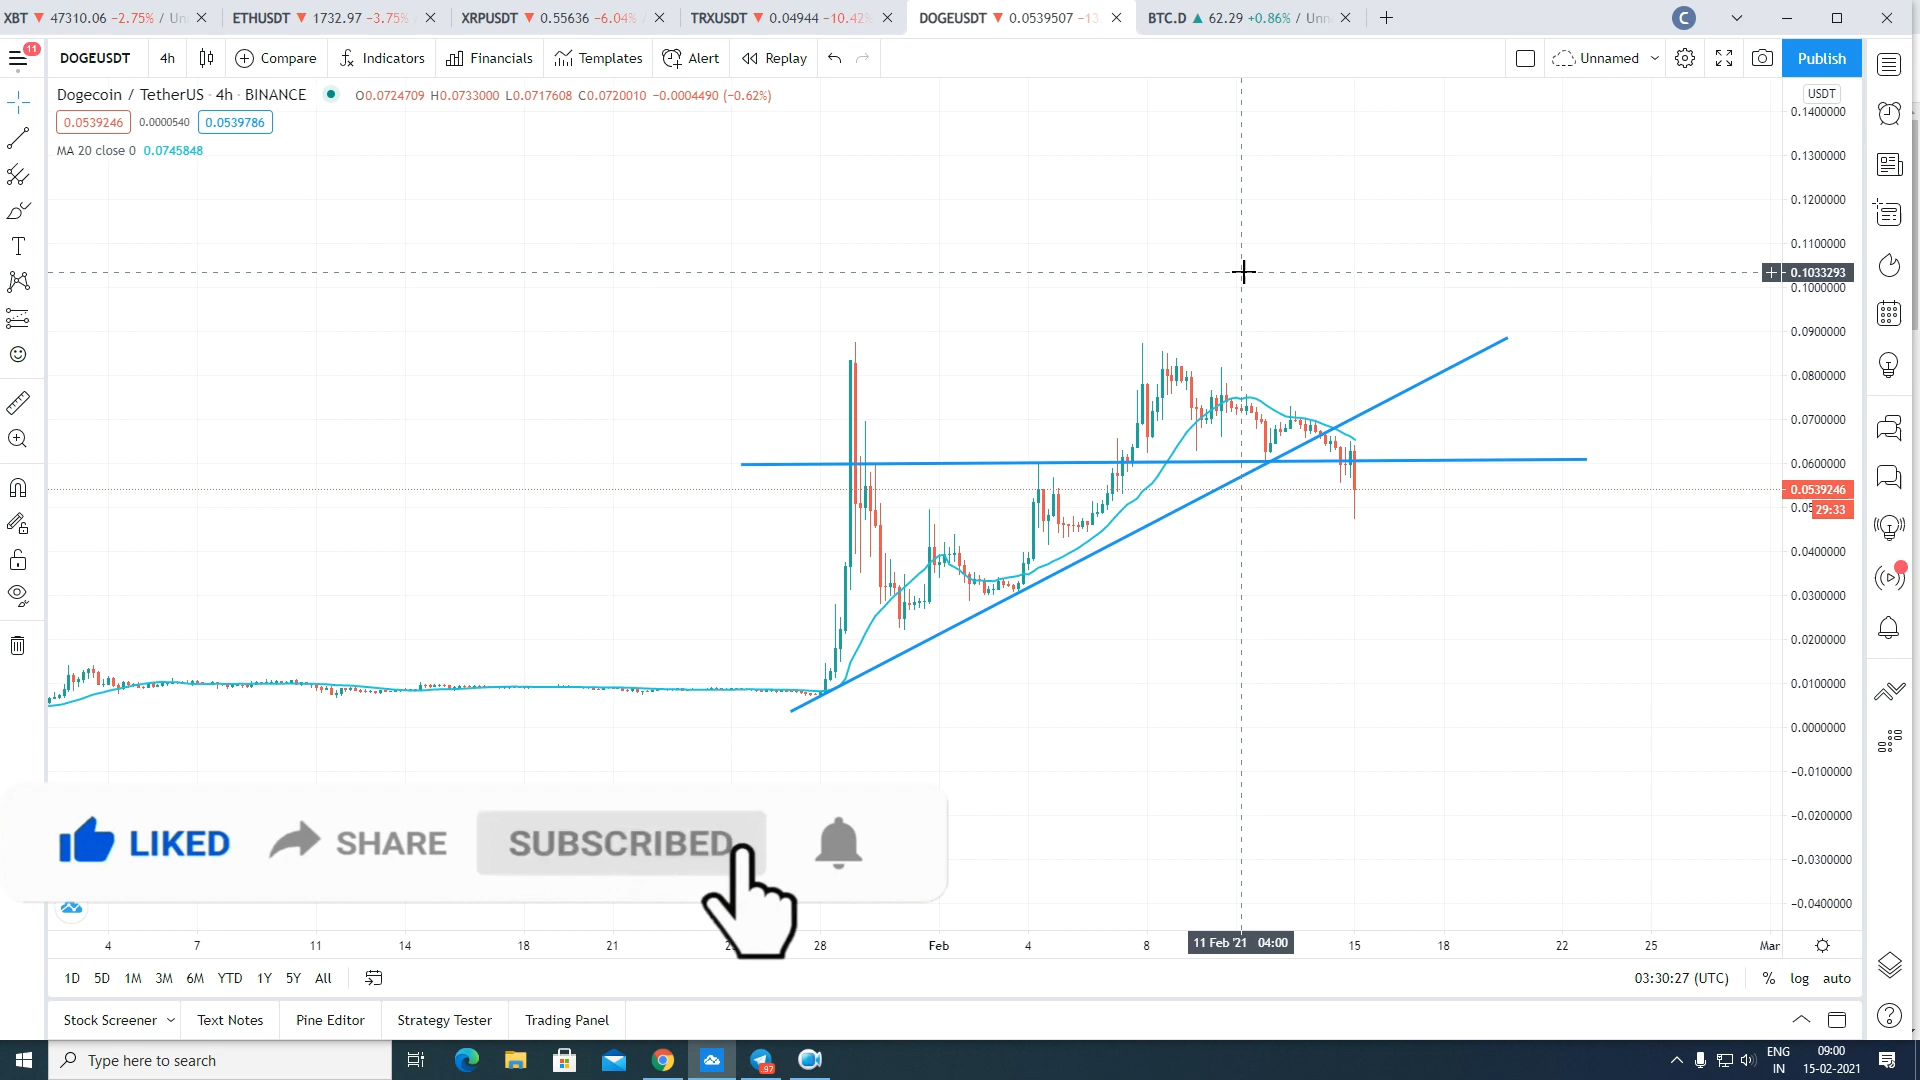 XBT ▼ 47310.06 −2.75% / Un
ETHUSDT ▼ 1732.97 −3.75%
XRPUSDT ▼ 0.55636 −6.04%
TRXUSDT ▼ 0.04944 −10.42%
DOGEUSDT ▼ 0.0539507 −13
BTC.D ▲ 62.29 +0.86% / Unn
C
11
DOGEUSDT
4h
Compare
Indicators
Financials
Templates
Alert
Replay
Unnamed
Publish
Dogecoin / TetherUS · 4h · BINANCE
O0.0724709 H0.0733000 L0.0717608 C0.0720010 −0.0004490 (−0.62%)
0.0539246
0.0000540
0.0539786
MA 20 close 0 0.0745848
USDT
0.1400000
0.1300000
0.1200000
0.1100000
0.1033293
0.1000000
0.0900000
0.0800000
0.0700000
0.0600000
0.0539246
29:33
0.0400000
0.0300000
0.0200000
0.0100000
0.0000000
−0.0100000
−0.0200000
−0.0300000
−0.0400000
LIKED
SHARE
SUBSCRIBED
4
7
11
14
18
21
28
Feb
4
8
11 Feb '21 04:00
15
18
22
25
Mar
1D 5D 1M 3M 6M YTD 1Y 5Y All
03:30:27 (UTC)
% log auto
Stock Screener
Text Notes
Pine Editor
Strategy Tester
Trading Panel
Type here to search
97
ENG
IN
09:00
15-02-2021